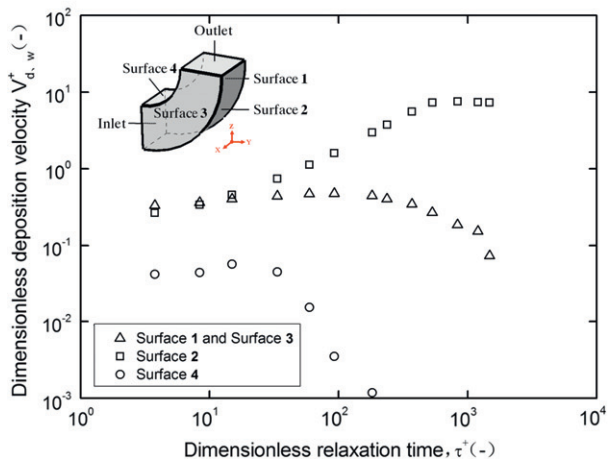 10²
10¹
10⁰
10⁻¹
10⁻²
10⁻³
Dimensionless deposition velocity V⁺d、w(-)
Outlet
Surface 4
Surface 1
Surface 3
Surface 2
Inlet
Z
X Y
Surface 1 and Surface 3
Surface 2
Surface 4
10⁰ 10¹ 10² 10³ 10⁴
Dimensionless relaxation time, τ⁺(-)